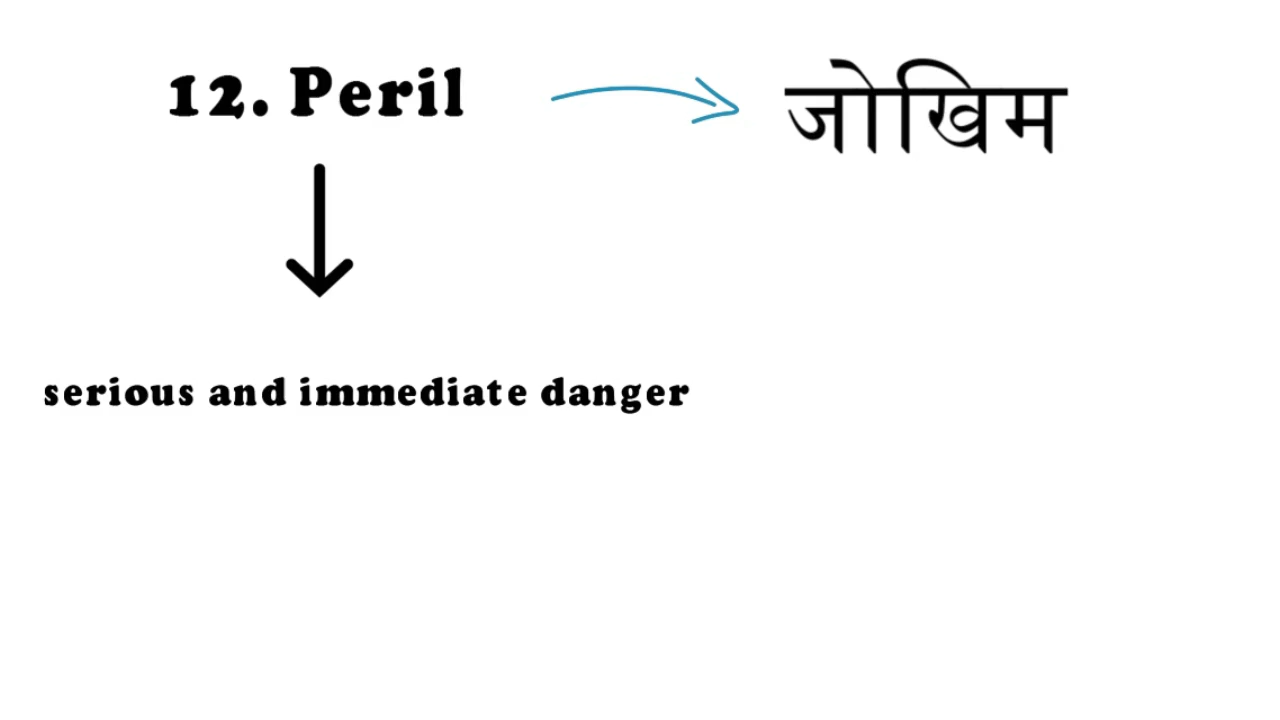 12. Peril
जोखिम
serious and immediate danger